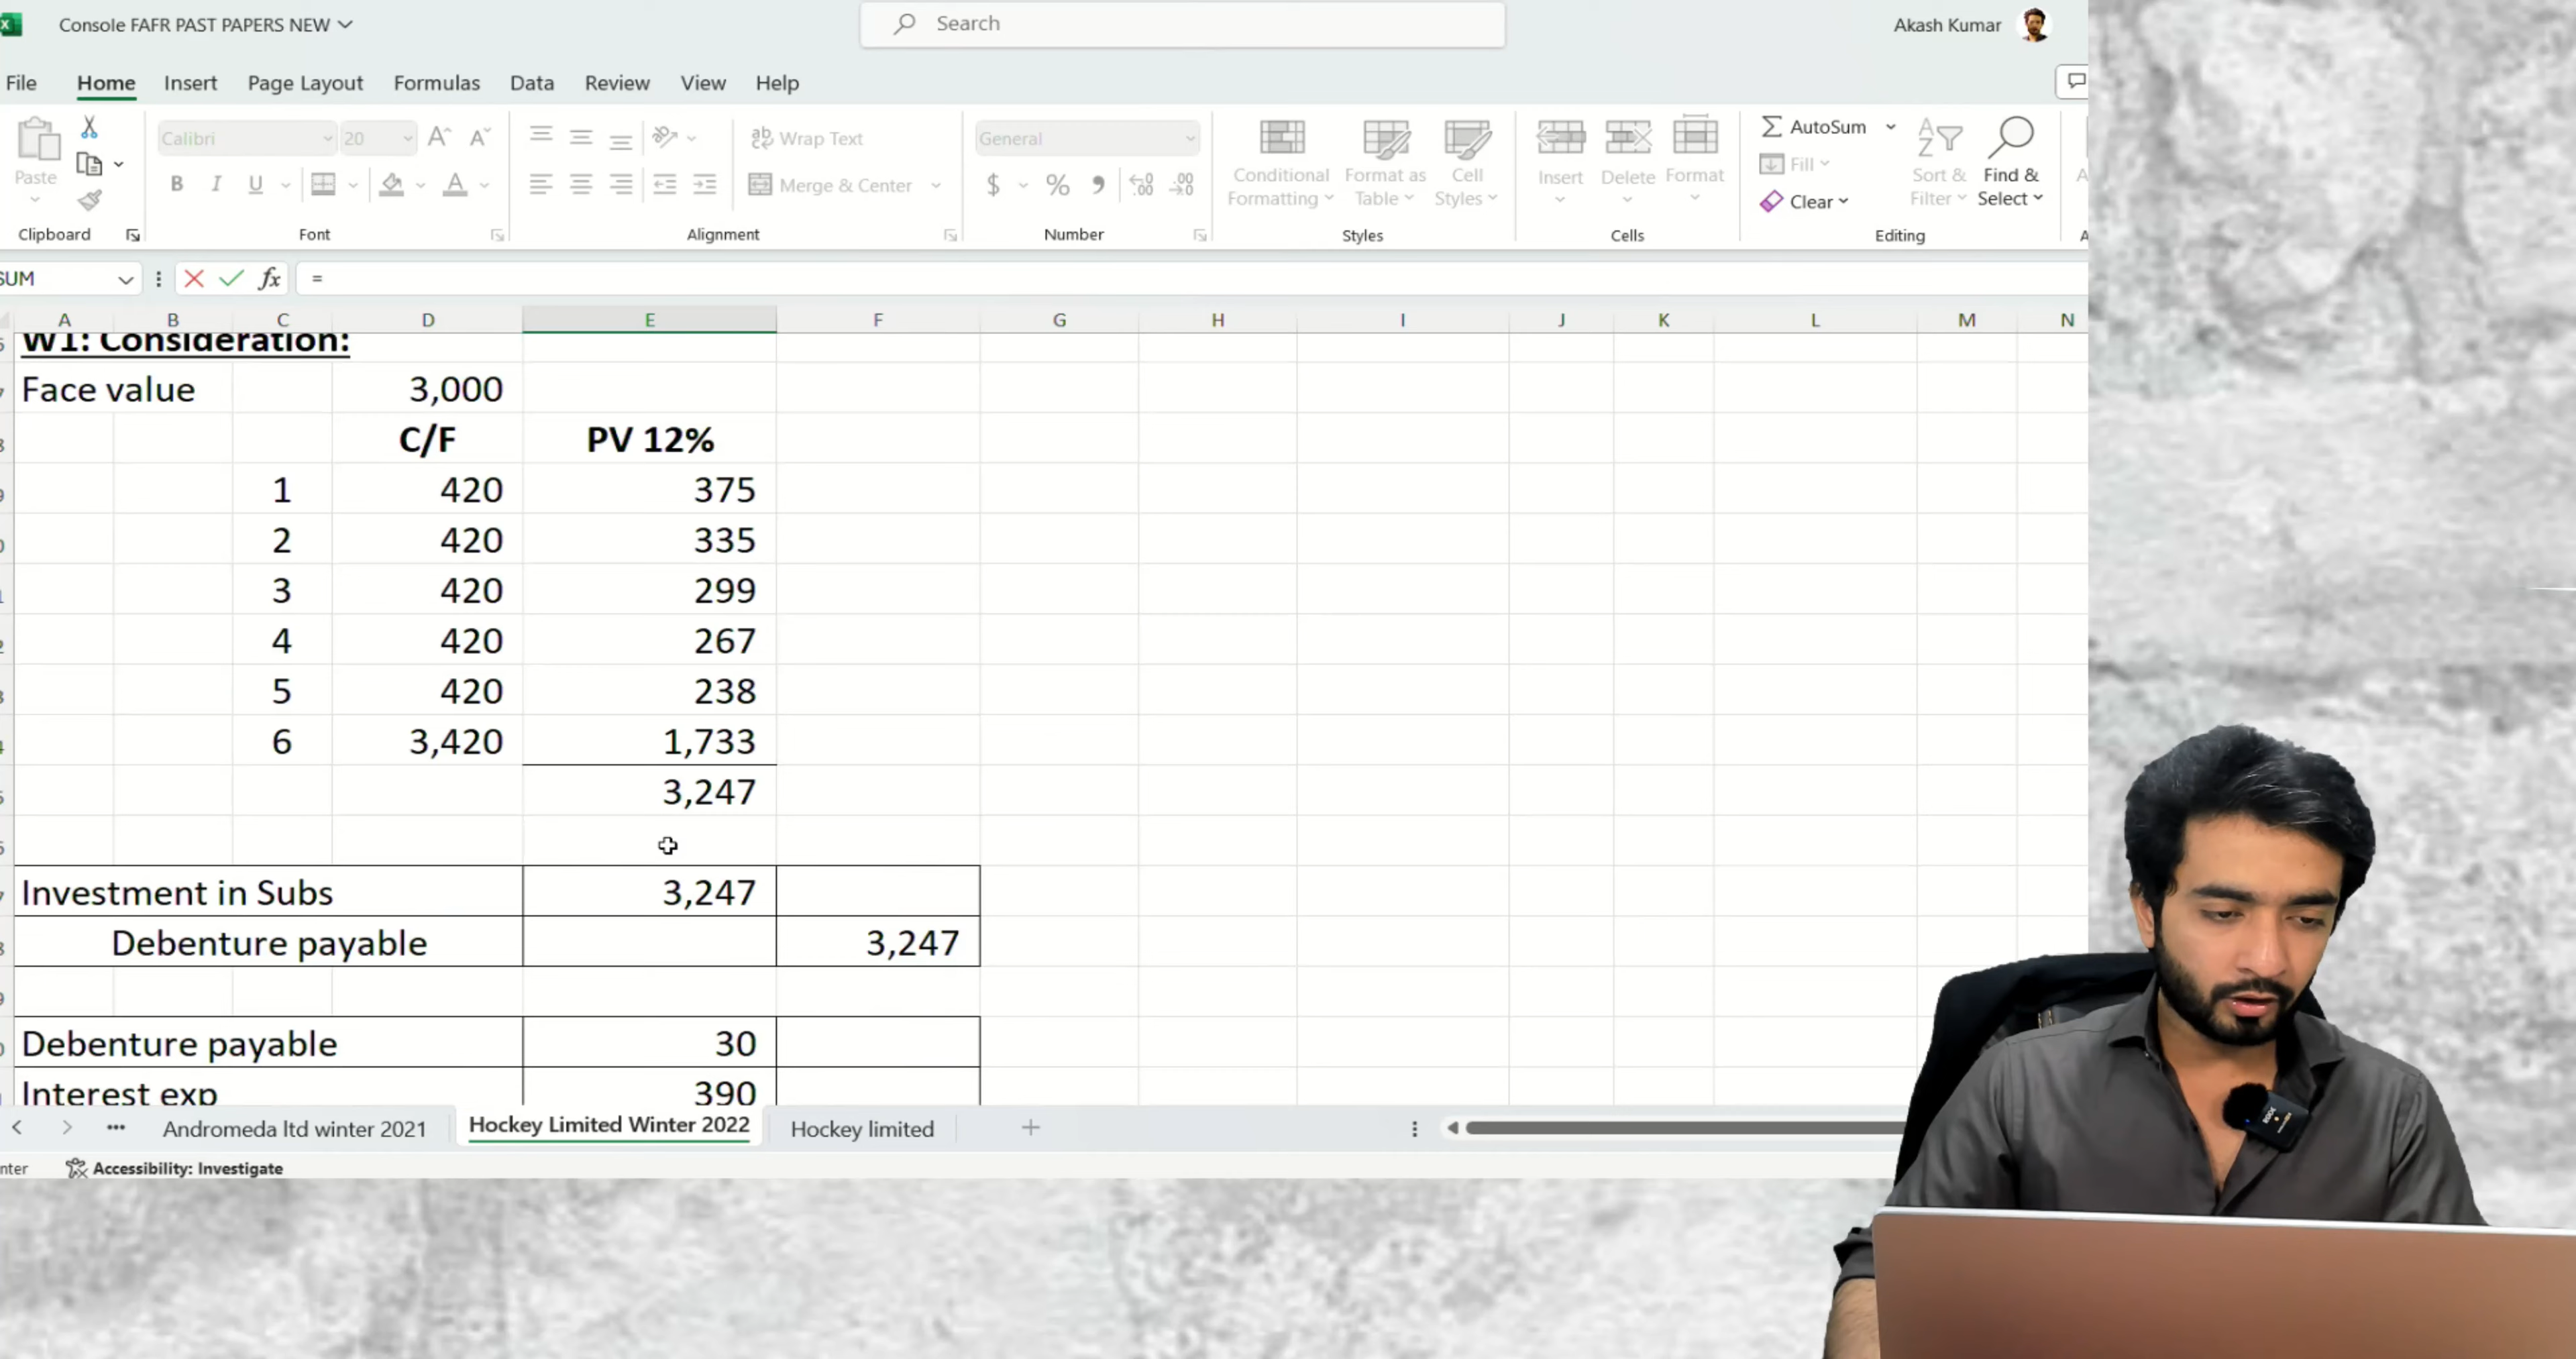 Console FAFR PAST PAPERS NEW
Search
Akash Kumar
File Home Insert Page Layout Formulas Data Review View Help
Paste
Clipboard
Calibri 20
B I U
Font
Wrap Text
Merge & Center
Alignment
General
$ %
Number
Conditional Formatting
Format as Table
Cell Styles
Styles
Insert Delete Format
Cells
AutoSum
Fill
Clear
Sort & Filter
Find & Select
Editing
SUM fx =
A B C D E F G H I J K L M N
W1: Consideration:
Face value 3,000
C/F PV 12%
1 420 375
2 420 335
3 420 299
4 420 267
5 420 238
6 3,420 1,733
3,247
Investment in Subs 3,247
Debenture payable 3,247
Debenture payable 30
Interest exp 390
Andromeda ltd winter 2021 Hockey Limited Winter 2022 Hockey limited
Accessibility: Investigate